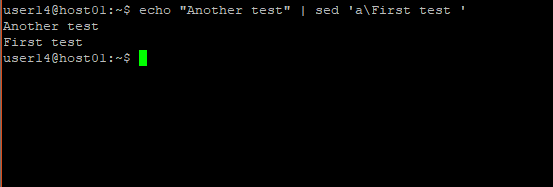 user14@host01:~$ echo "Another test" | sed 'a\First test '
Another test
First test
user14@host01:~$